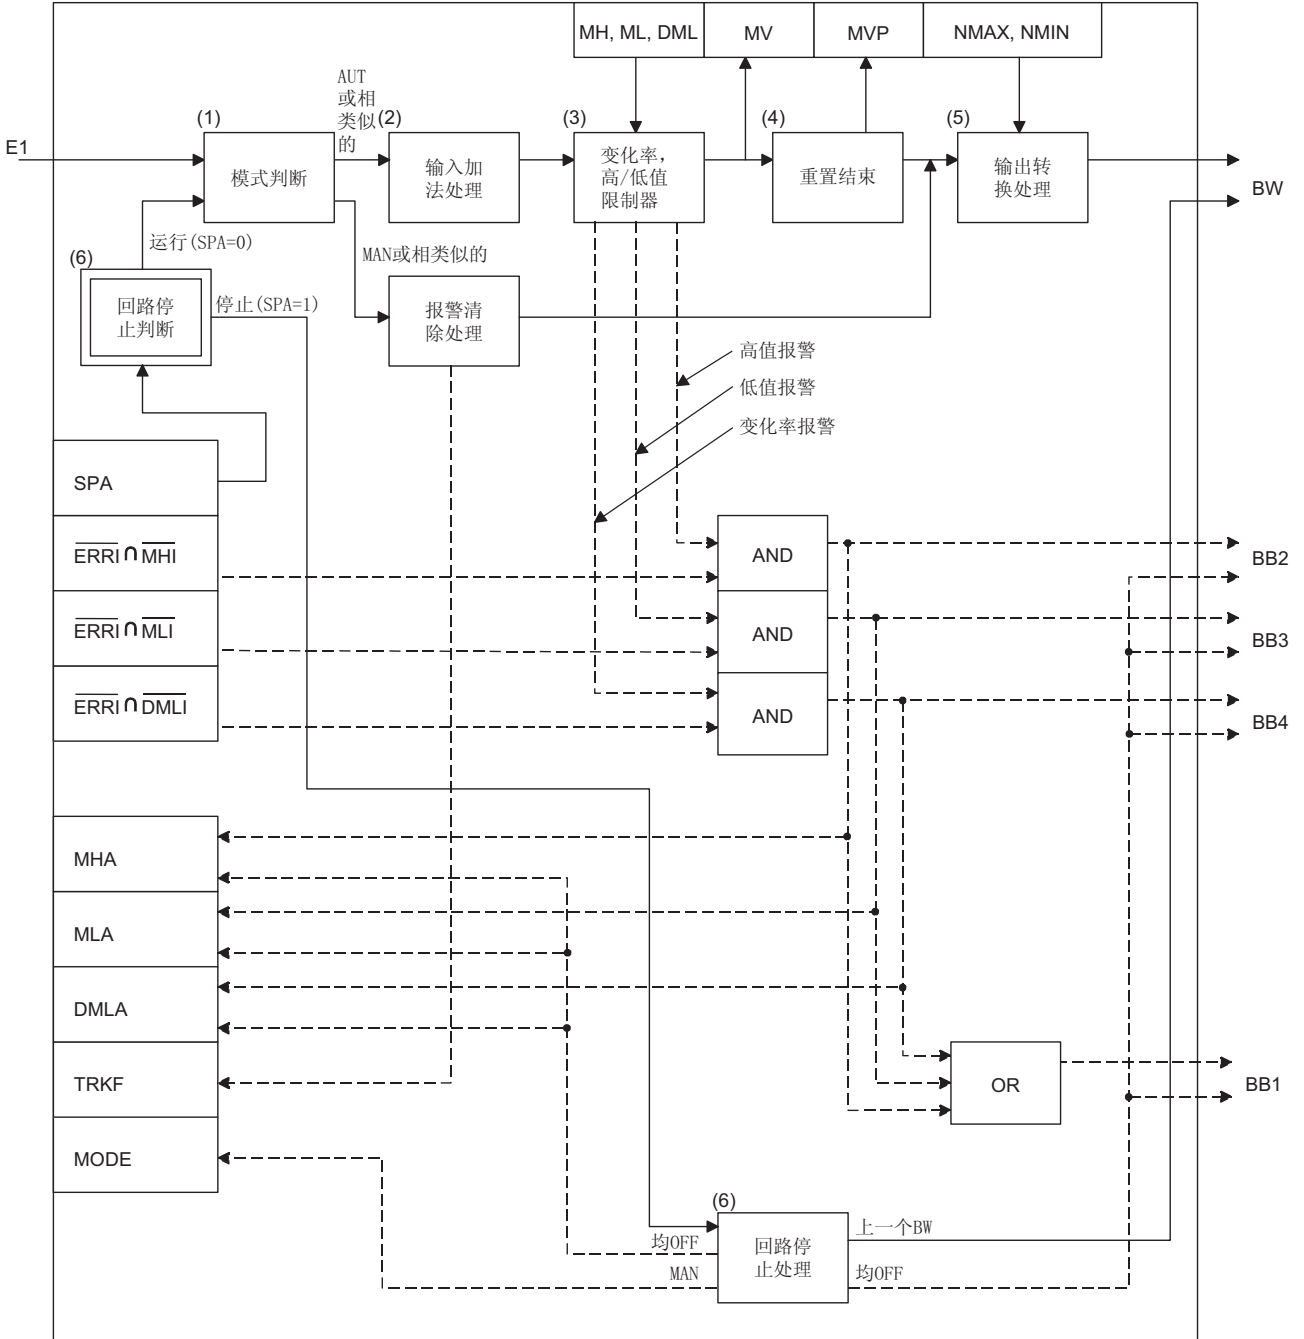 MH, ML, DML
MV
MVP
NMAX, NMIN
AUT
或相
类似
的
(1)
(2)
(3)
(4)
(5)
E1
模式判断
输入加
法处理
变化率，
高/低值
限制器
重置结束
输出转
换处理
BW
运行(SPA=0)
MAN或相类似的
(6)
回路停
止判断
停止(SPA=1)
报警清
除处理
高值报警
低值报警
变化率报警
SPA
ERRI∩MHI
AND
BB2
ERRI∩MLI
AND
BB3
ERRI∩DMLI
AND
BB4
MHA
MLA
DMLA
TRKF
OR
BB1
MODE
(6)
均OFF
MAN
回路停
止处理
上一个BW
均OFF